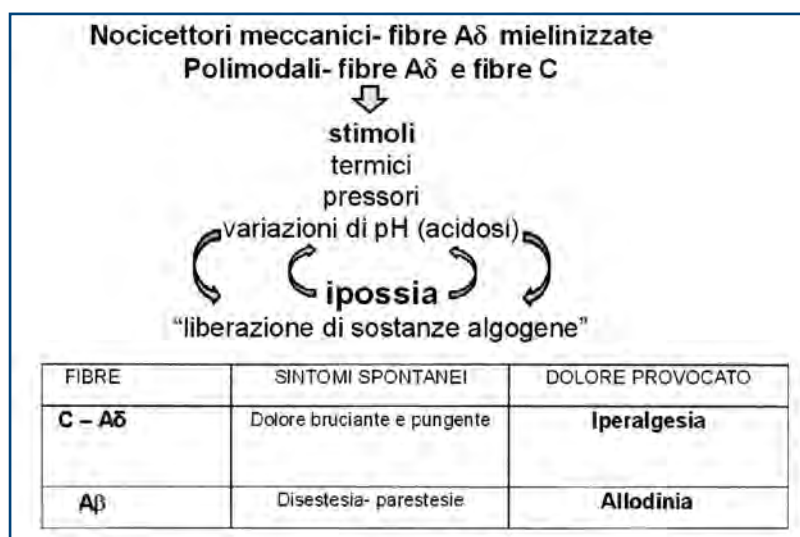 Nocicettori meccanici- fibre Aδ mielinizzate
Polimodali- fibre Aδ e fibre C
stimoli
termici
pressori
variazioni di pH (acidosi)
ipossia
“liberazione di sostanze algogene”
FIBRE SINTOMI SPONTANEI DOLORE PROVOCATO
C – Aδ Dolore bruciante e pungente Iperalgesia
Aβ Disestesia- parestesie Allodinia